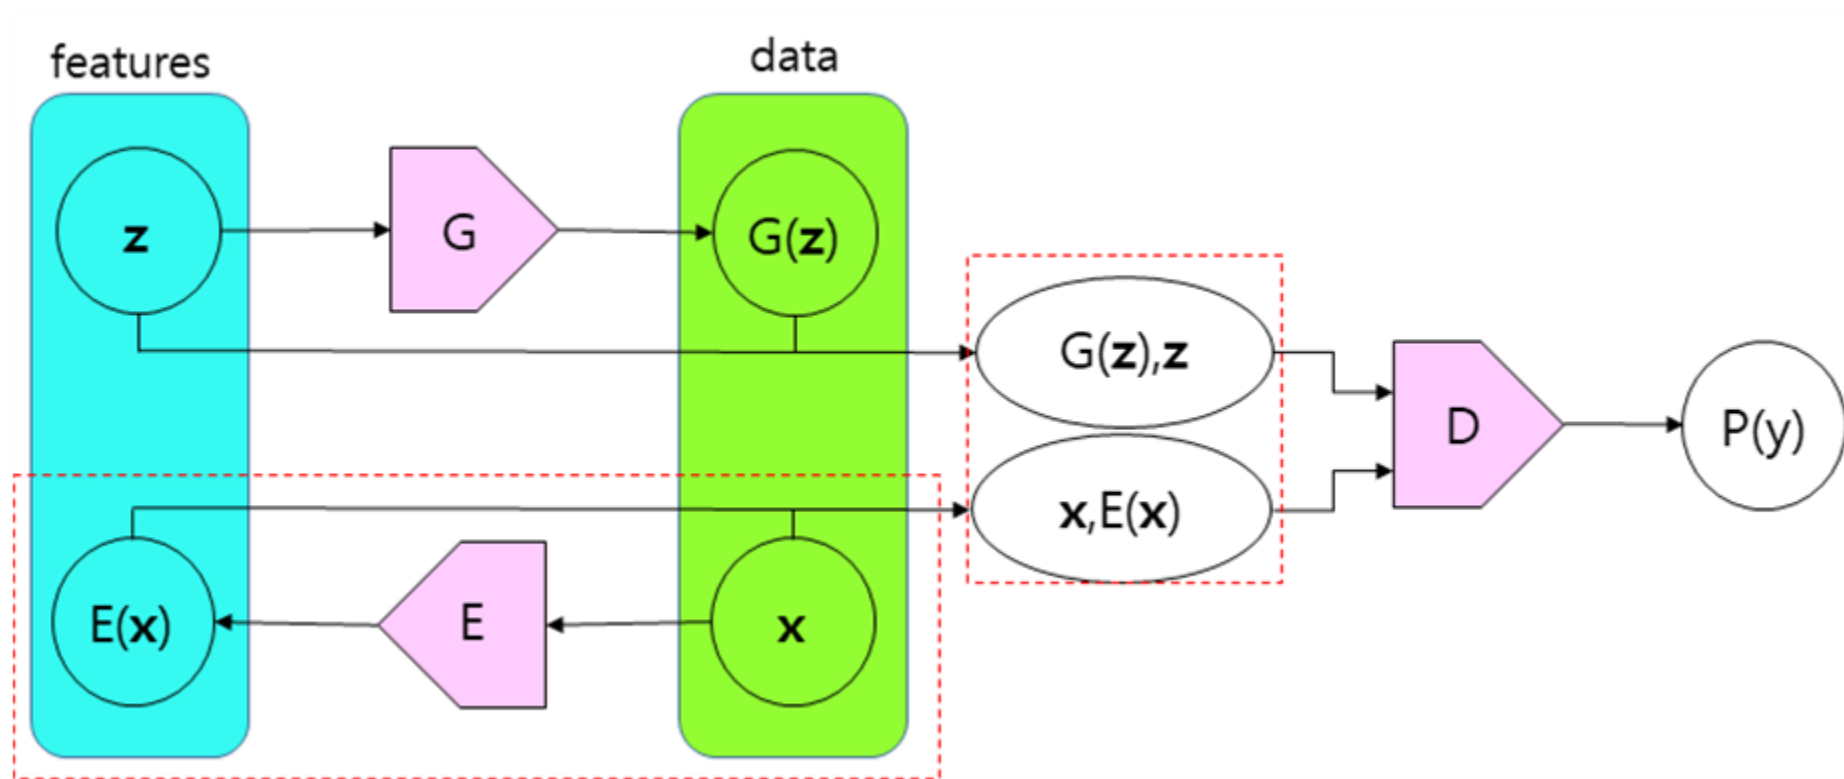 features
data
z
G
G(z)
G(z),z
D
P(y)
x,E(x)
E(x)
E
x